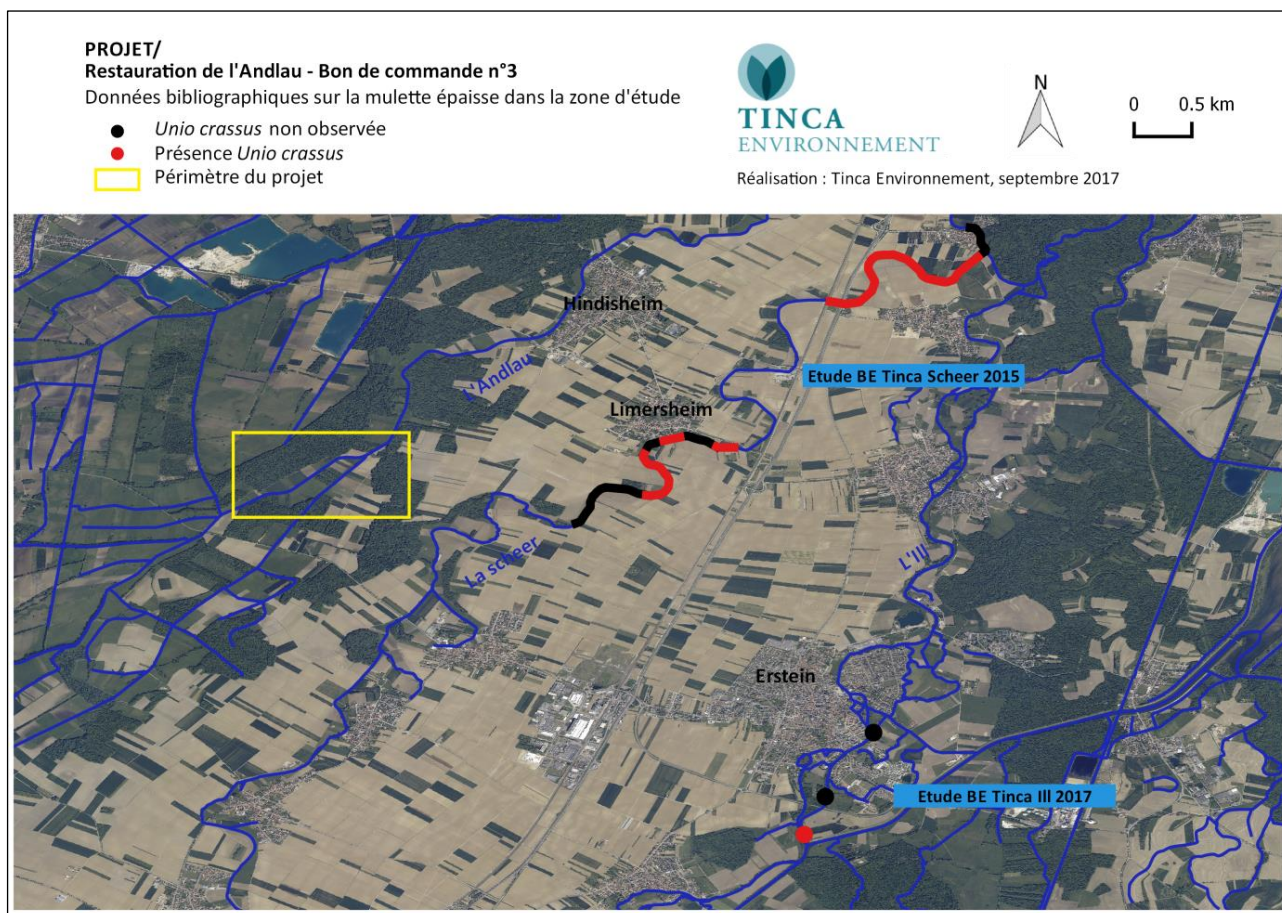 PROJET/
Restauration de l'Andlau - Bon de commande n°3
Données bibliographiques sur la mulette épaisse dans la zone d'étude
Unio crassus non observée
Présence Unio crassus
Périmètre du projet
TINCA
ENVIRONNEMENT
N
0 0.5 km
Réalisation : Tinca Environnement, septembre 2017
Hindisheim
L'Andlau
Etude BE Tinca Scheer 2015
Limersheim
La scheer
L'Ill
Erstein
Etude BE Tinca Ill 2017